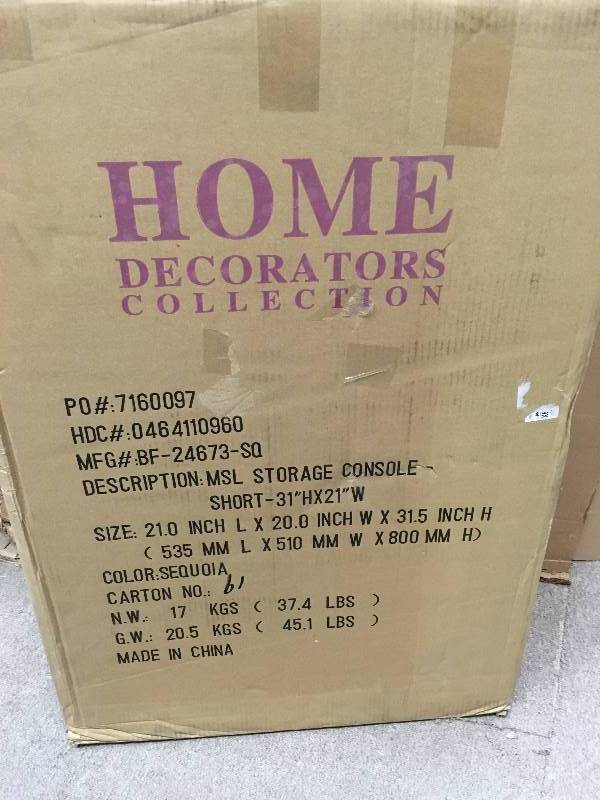 HOME
DECORATORS
COLLECTION
PO#:7160097
HDC#:0464110960
MFG#:BF-24673-SQ
DESCRIPTION:MSL STORAGE CONSOLE-
SHORT-31"HX21"W
SIZE: 21.0 INCH L X 20.0 INCH W X 31.5 INCH H
( 535 MM L X 510 MM W X 800 MM H)
COLOR:SEQUOIA
CARTON NO.: 61
N.W.: 17 KGS ( 37.4 LBS )
G.W.: 20.5 KGS ( 45.1 LBS )
MADE IN CHINA